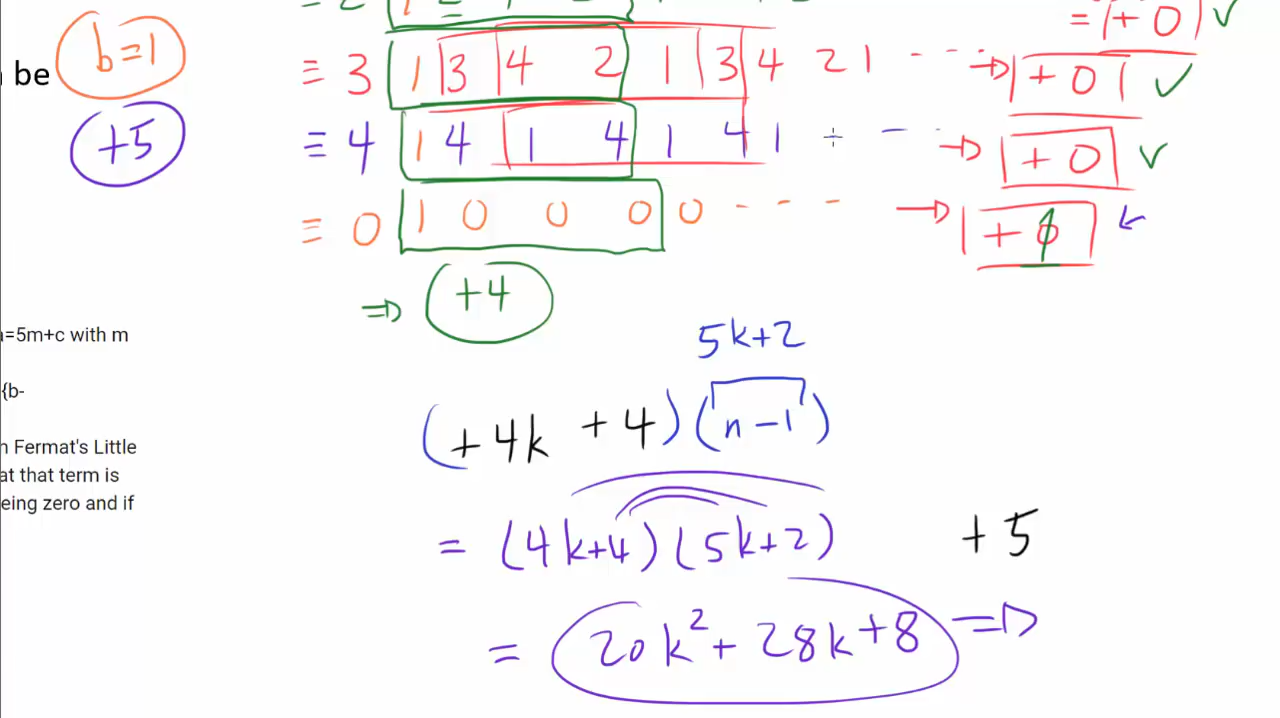 = 1 + 0 ✓
be b=1 ≡ 3 1 3 4 2 1 3 4 2 1 - - - ⇒ + 0 ✓
+5 ≡ 4 1 4 1 4 1 4 1 ÷ - - ⇒ + 0 ✓
≡ 0 1 0 0 0 0 - - - → + 0
⇒ +4
a=5m+c with m
5k+2
{b-
(+4k +4)(n-1)
n Fermat's Little
at that term is
eing zero and if
= (4k+4)(5k+2) +5
= 20k² + 28k + 8 ⇒